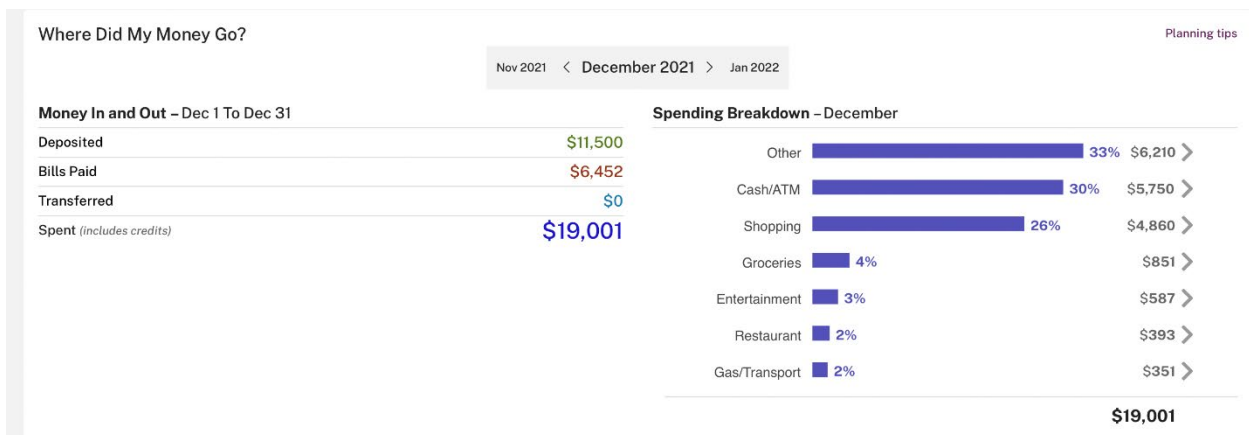 Where Did My Money Go?
Planning tips
Nov 2021 < December 2021 > Jan 2022
Money In and Out – Dec 1 To Dec 31
Deposited $11,500
Bills Paid $6,452
Transferred $0
Spent (includes credits) $19,001
Spending Breakdown – December
Other 33% $6,210
Cash/ATM 30% $5,750
Shopping 26% $4,860
Groceries 4% $851
Entertainment 3% $587
Restaurant 2% $393
Gas/Transport 2% $351
$19,001